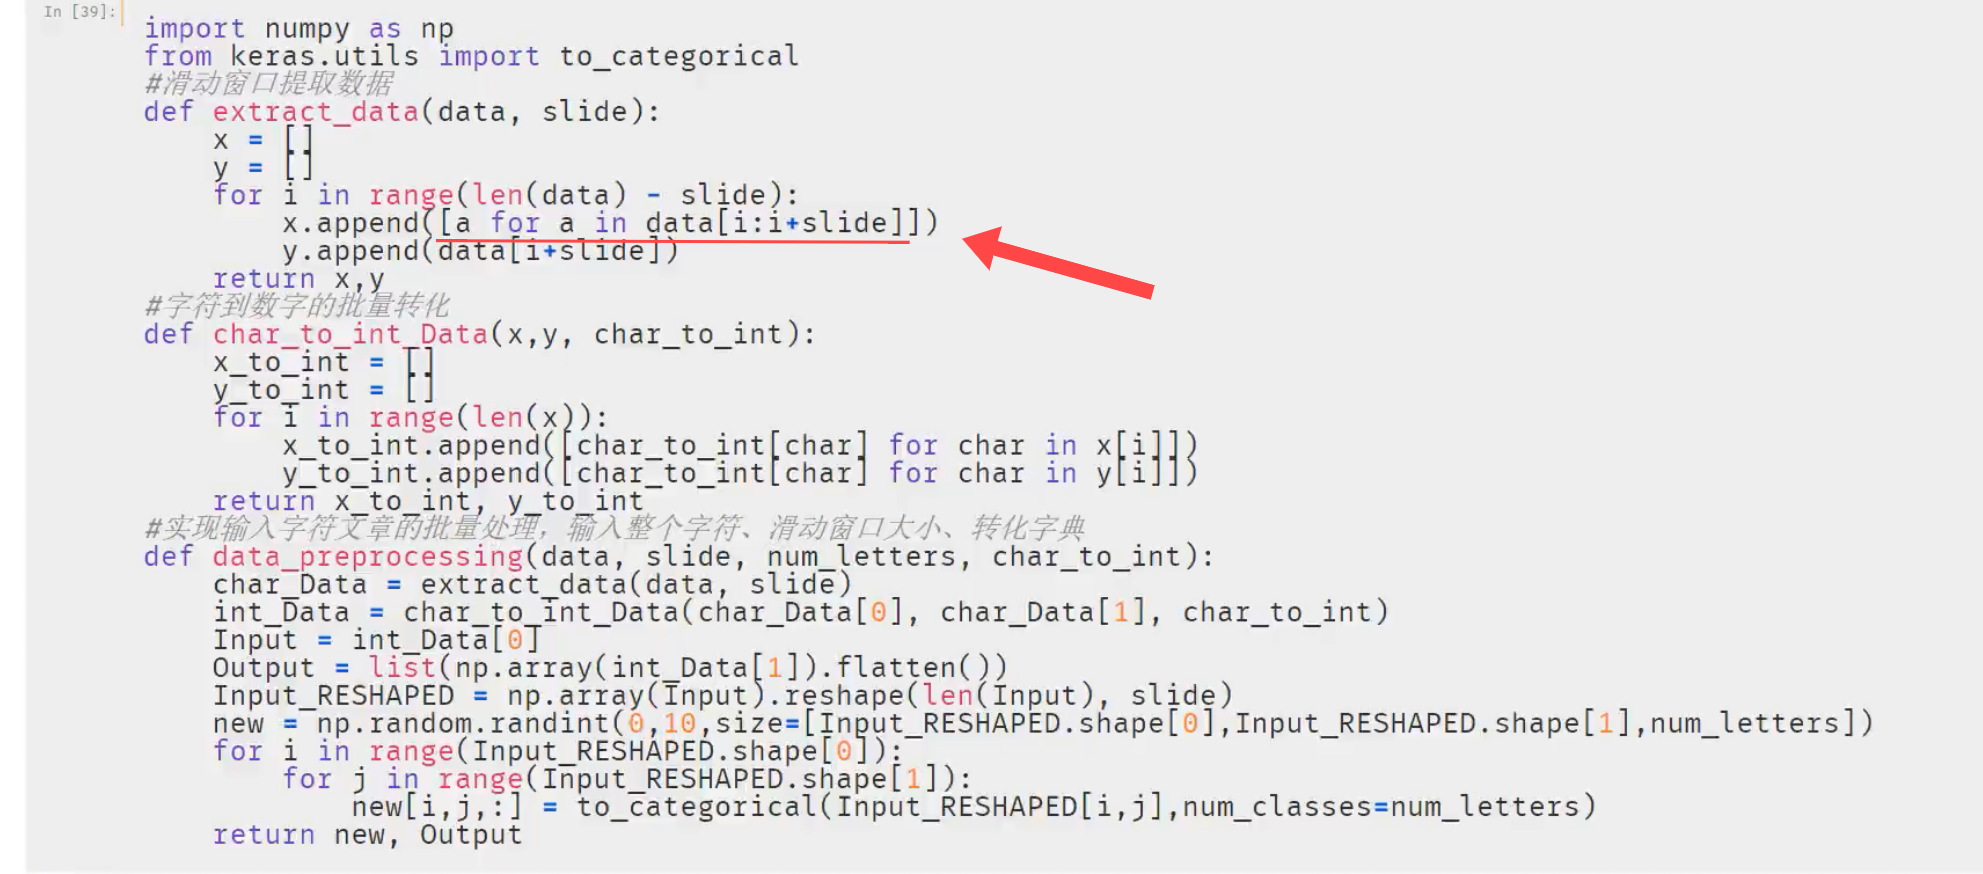 In [39]:
import numpy as np
from keras.utils import to_categorical
#滑动窗口提取数据
def extract_data(data, slide):
    x = []
    y = []
    for i in range(len(data) - slide):
        x.append([a for a in data[i:i+slide]])
        y.append(data[i+slide])
    return x,y
#字符到数字的批量转化
def char_to_int_Data(x,y, char_to_int):
    x_to_int = []
    y_to_int = []
    for i in range(len(x)):
        x_to_int.append([char_to_int[char] for char in x[i]])
        y_to_int.append([char_to_int[char] for char in y[i]])
    return x_to_int, y_to_int
#实现输入字符文章的批量处理，输入整个字符、滑动窗口大小、转化字典
def data_preprocessing(data, slide, num_letters, char_to_int):
    char_Data = extract_data(data, slide)
    int_Data = char_to_int_Data(char_Data[0], char_Data[1], char_to_int)
    Input = int_Data[0]
    Output = list(np.array(int_Data[1]).flatten())
    Input_RESHAPED = np.array(Input).reshape(len(Input), slide)
    new = np.random.randint(0,10,size=[Input_RESHAPED.shape[0],Input_RESHAPED.shape[1],num_letters])
    for i in range(Input_RESHAPED.shape[0]):
        for j in range(Input_RESHAPED.shape[1]):
            new[i,j,:] = to_categorical(Input_RESHAPED[i,j],num_classes=num_letters)
    return new, Output